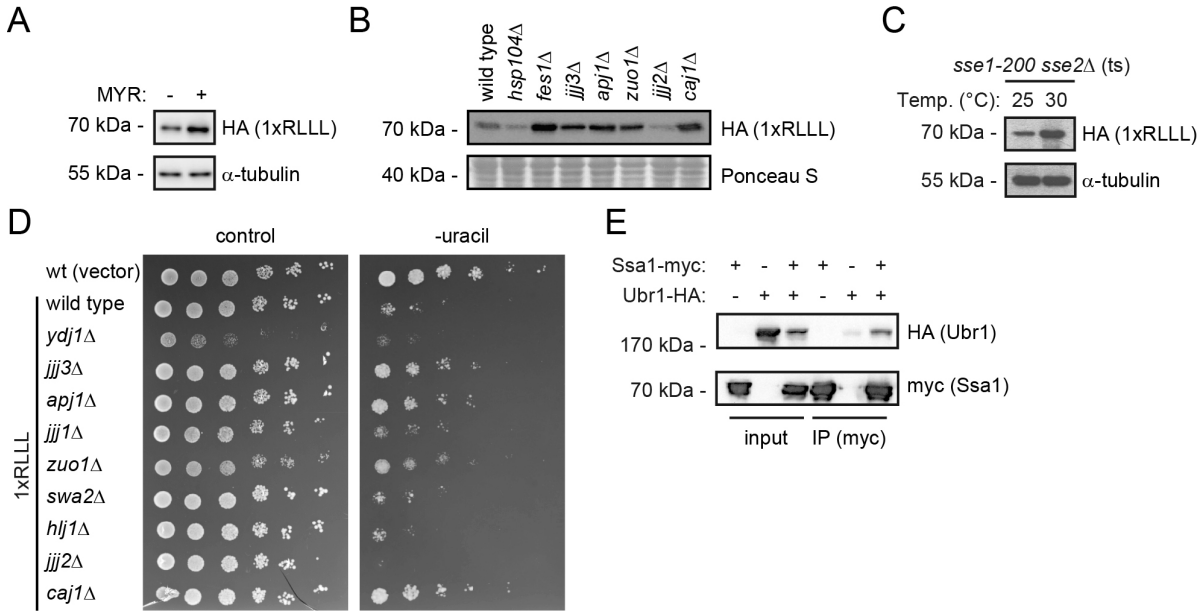 A
MYR: - +
70 kDa - HA (1xRLLL)
55 kDa - α-tubulin
B
wild type hsp104Δ fes1Δ jjj3Δ apj1Δ zuo1Δ jjj2Δ caj1Δ
70 kDa - HA (1xRLLL)
40 kDa - Ponceau S
C
sse1-200 sse2Δ (ts)
Temp. (°C): 25 30
70 kDa - HA (1xRLLL)
55 kDa - α-tubulin
D
control -uracil
wt (vector)
1xRLLL
wild type
ydj1Δ
jjj3Δ
apj1Δ
jjj1Δ
zuo1Δ
swa2Δ
hlj1Δ
jjj2Δ
caj1Δ
E
Ssa1-myc: + - + + - +
Ubr1-HA: - + + - + +
170 kDa - HA (Ubr1)
70 kDa - myc (Ssa1)
input IP (myc)